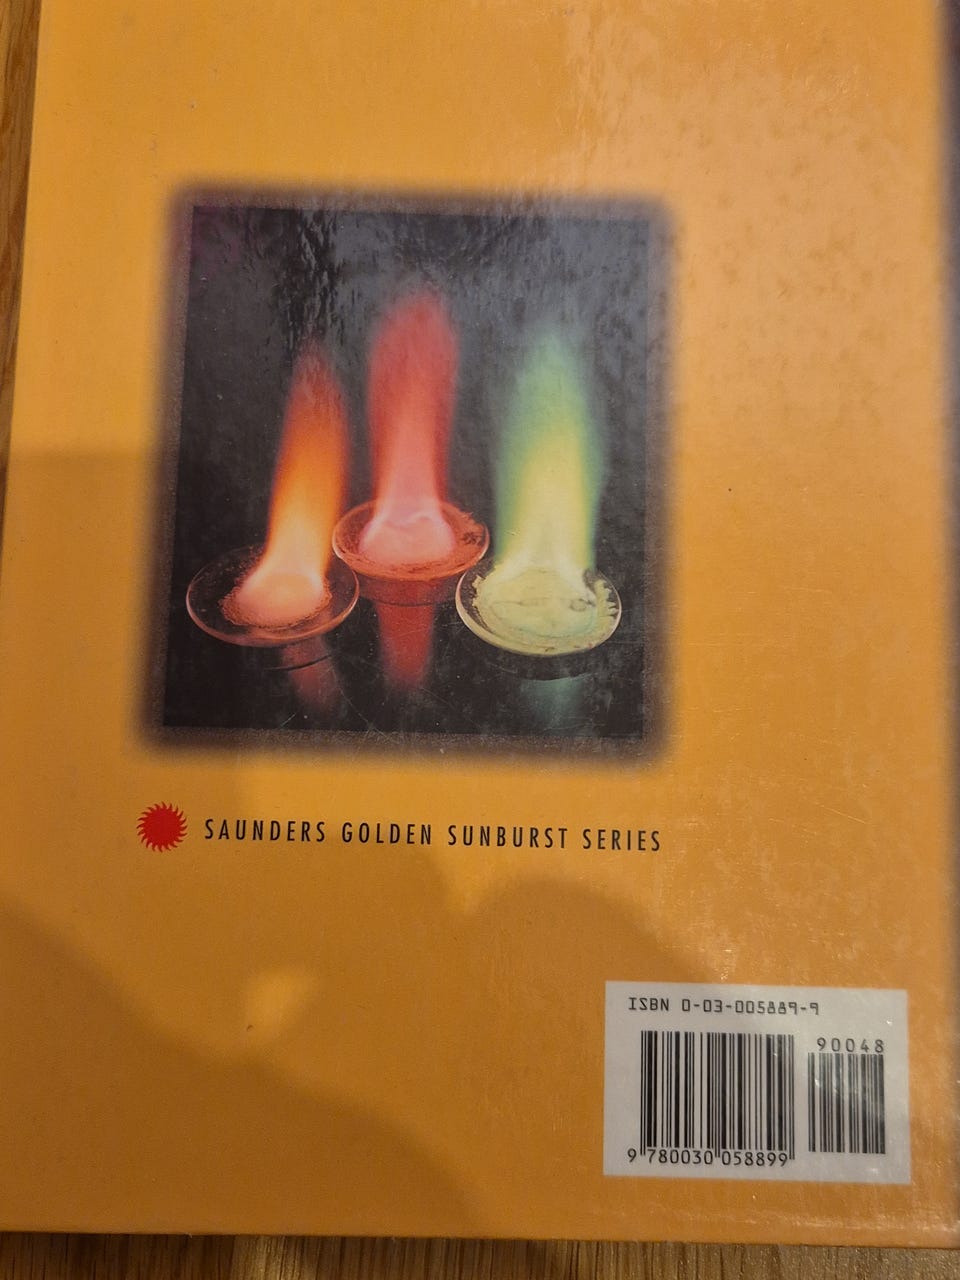 SAUNDERS GOLDEN SUNBURST SERIES
ISBN 0-03-005889-9
90048
9 780030 058899